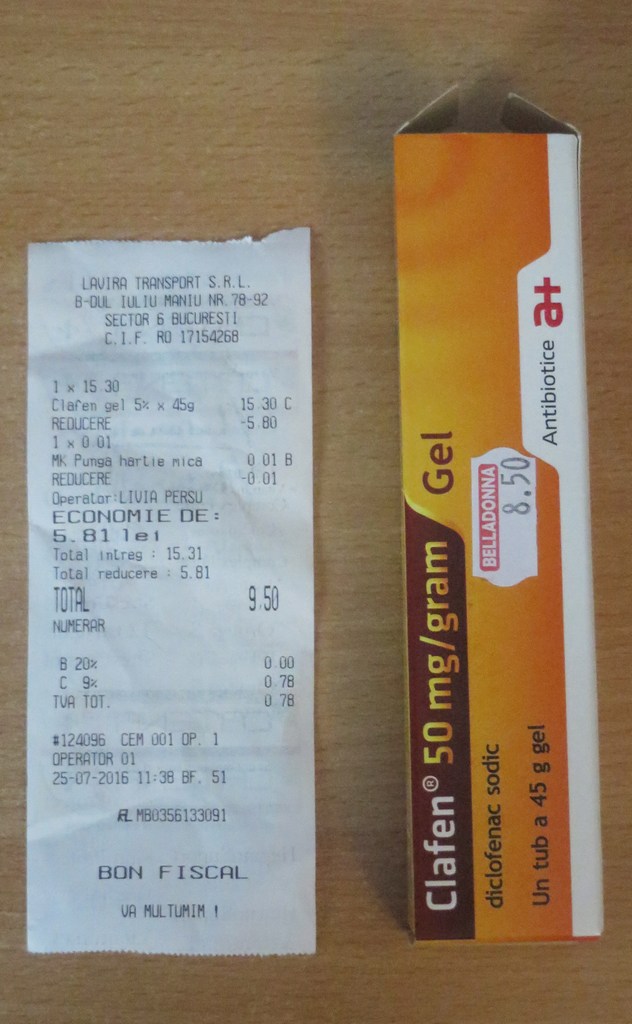 LAVIRA TRANSPORT S.R.L.
B-DUL IULIU MANIU NR.78-92
SECTOR 6 BUCURESTI
C.I.F. RO 17154268
1 x 15.30
Clafen gel 5% x 45g 15.30 C
REDUCERE -5.80
1 x 0.01
MK Punga hartie mica 0.01 B
REDUCERE -0.01
Operator:LIVIA PERSU
ECONOMIE DE:
5.81 lei
Total intreg : 15.31
Total reducere : 5.81
TOTAL 9.50
NUMERAR
B 20% 0.00
C 9% 0.78
TVA TOT. 0.78
#124096 CEM 001 OP. 1
OPERATOR 01
25-07-2016 11:38 BF. 51
MB0356133091
BON FISCAL
VA MULTUMIM !
Clafen® 50 mg/gram Gel
diclofenac sodic
Un tub a 45 g gel
BELLADONNA
8.50
Antibiotice a+